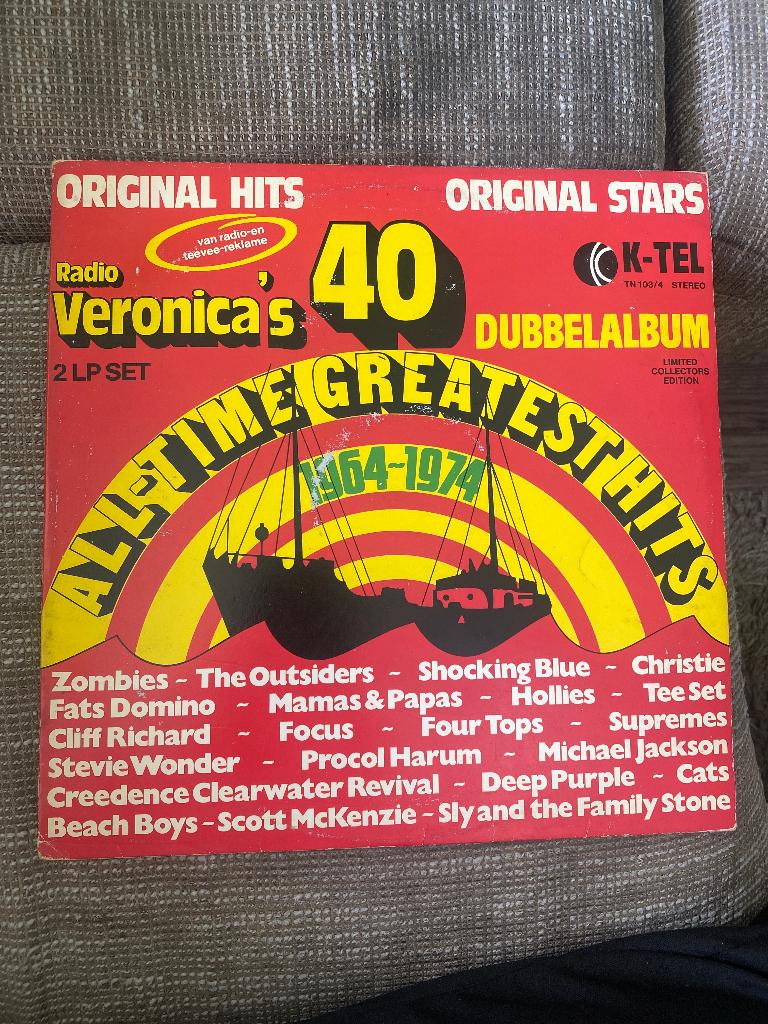 ORIGINAL HITS ORIGINAL STARS
van radio-en
teevee-reklame
Radio
Veronica's 40
K-TEL
TN 103/4 STEREO
DUBBELALBUM
2 LP SET
LIMITED
COLLECTORS
EDITION
ALL-TIME GREATEST HITS
1964~1974
Zombies ~ The Outsiders ~ Shocking Blue ~ Christie
Fats Domino ~ Mamas & Papas ~ Hollies ~ Tee Set
Cliff Richard ~ Focus ~ Four Tops ~ Supremes
Stevie Wonder ~ Procol Harum ~ Michael Jackson
Creedence Clearwater Revival ~ Deep Purple ~ Cats
Beach Boys ~ Scott McKenzie ~ Sly and the Family Stone